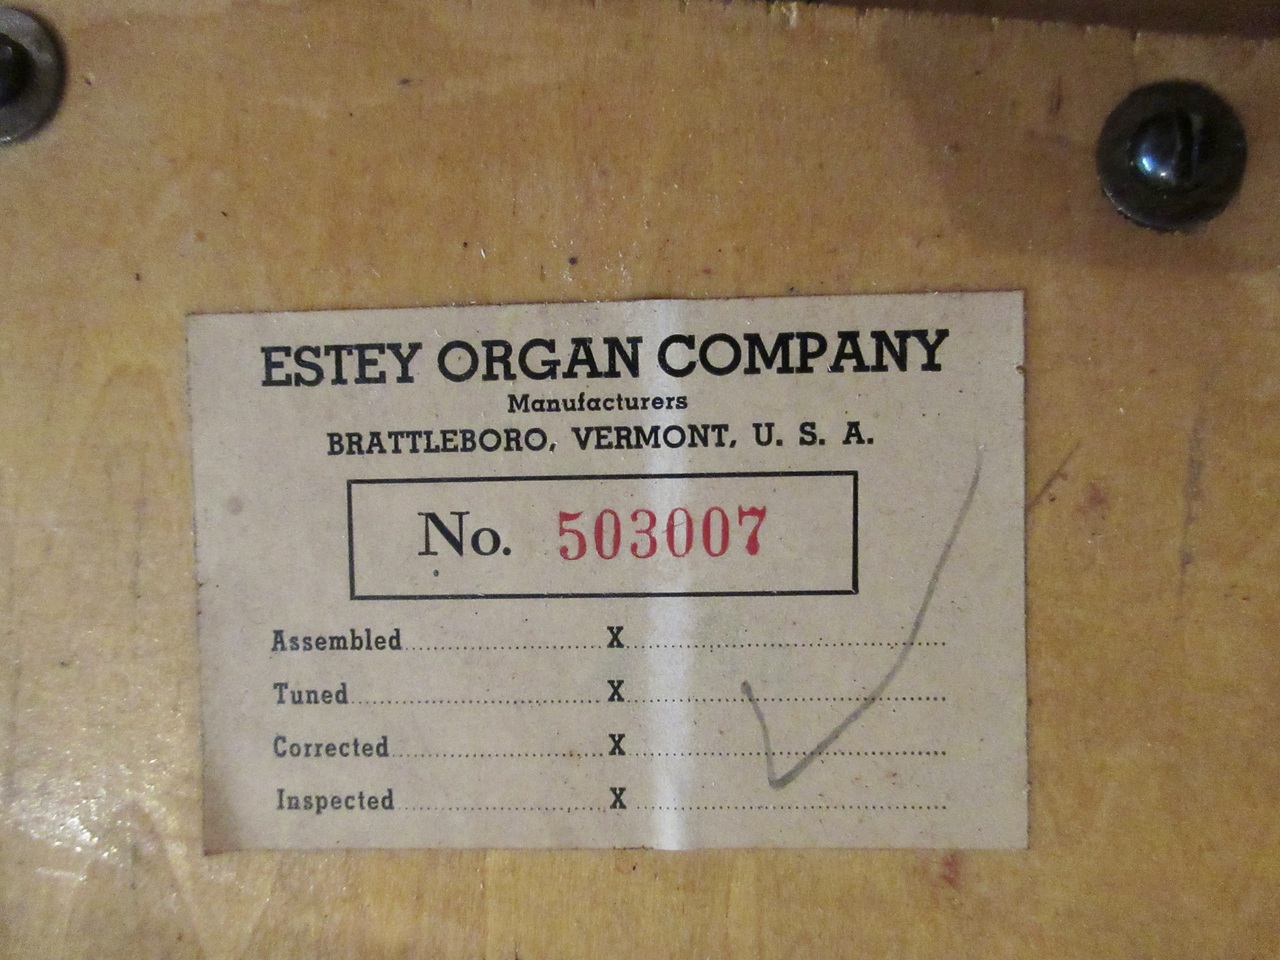 ESTEY ORGAN COMPANY
Manufacturers
BRATTLEBORO, VERMONT, U. S. A.
No. 503007
Assembled....................X..............................
Tuned....................X..............................
Corrected....................X..............................
Inspected....................X..............................